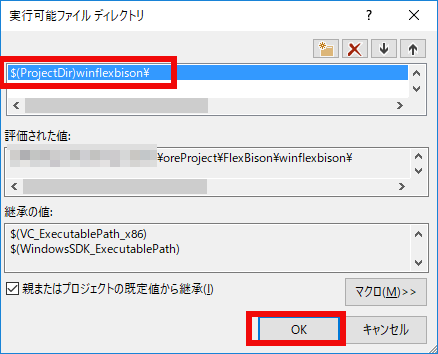 実行可能ファイル ディレクトリ
$(ProjectDir)winflexbison¥
評価された値:
¥oreProject¥FlexBison¥winflexbison¥
継承の値:
$(VC_ExecutablePath_x86)
$(WindowsSDK_ExecutablePath)
親またはプロジェクトの既定値から継承(I)
マクロ(M)>>
OK
キャンセル